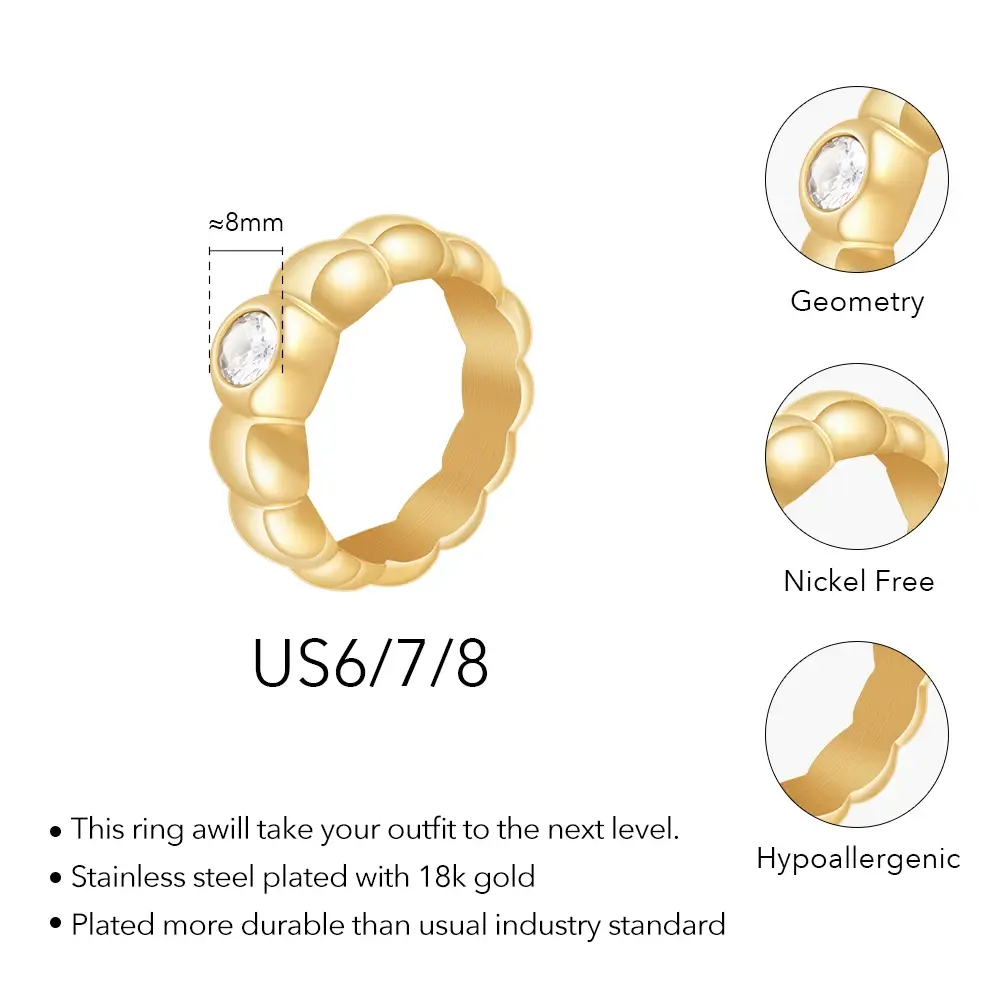 ≈8mm
Geometry
Nickel Free
US6/7/8
Hypoallergenic
• This ring awill take your outfit to the next level.
• Stainless steel plated with 18k gold
• Plated more durable than usual industry standard